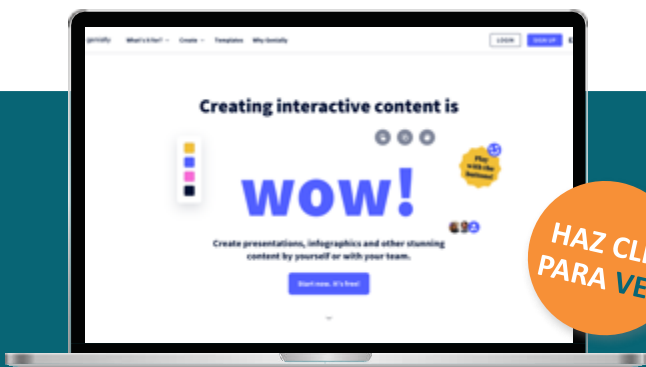 genially What's it for? Create Templates Why Genially LOGIN SIGN UP
Creating interactive content is
wow!
Play
with the
buttons!
Create presentations, infographics and other stunning
content by yourself or with your team.
Start now. It's free!
HAZ CLI
PARA VE